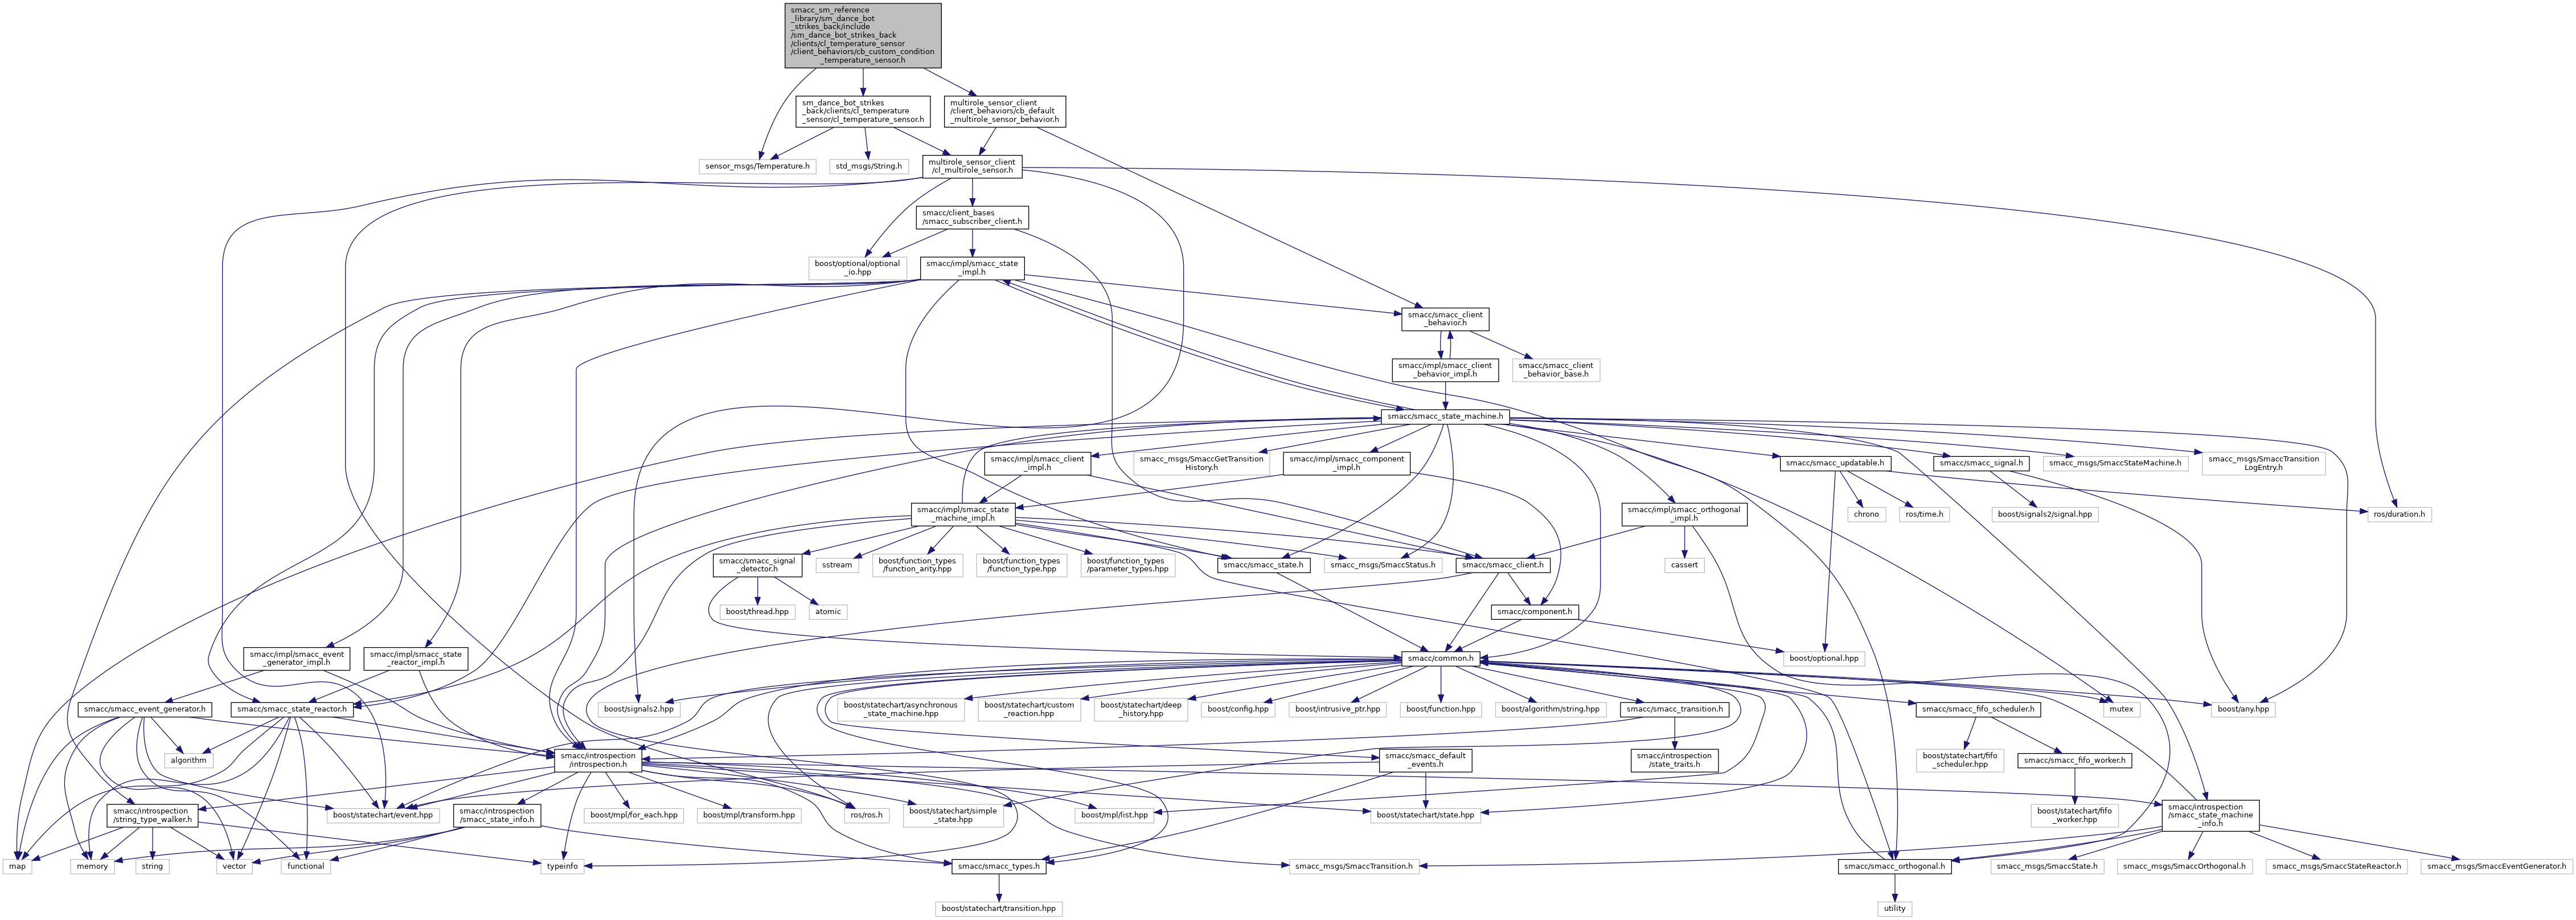 smacc_sm_reference
_library/sm_dance_bot
_strikes_back/include
/sm_dance_bot_strikes_back
/clients/cl_temperature_sensor
/client_behaviors/cb_custom_condition
_temperature_sensor.h
sm_dance_bot_strikes
_back/clients/cl_temperature
_sensor/cl_temperature_sensor.h
multirole_sensor_client
/client_behaviors/cb_default
_multirole_sensor_behavior.h
sensor_msgs/Temperature.h
std_msgs/String.h
multirole_sensor_client
/cl_multirole_sensor.h
smacc/client_bases
/smacc_subscriber_client.h
boost/optional/optional
_io.hpp
smacc/impl/smacc_state
_impl.h
smacc/smacc_client
_behavior.h
smacc/impl/smacc_client
_behavior_impl.h
smacc/smacc_client
_behavior_base.h
smacc/smacc_state_machine.h
smacc/impl/smacc_client
_impl.h
smacc_msgs/SmaccGetTransition
History.h
smacc/impl/smacc_component
_impl.h
smacc/smacc_updatable.h
smacc/smacc_signal.h
smacc_msgs/SmaccStateMachine.h
smacc_msgs/SmaccTransition
LogEntry.h
smacc/impl/smacc_state
_machine_impl.h
smacc/impl/smacc_orthogonal
_impl.h
chrono
ros/time.h
boost/signals2/signal.hpp
ros/duration.h
smacc/smacc_signal
_detector.h
sstream
boost/function_types
/function_arity.hpp
boost/function_types
/function_type.hpp
boost/function_types
/parameter_types.hpp
smacc/smacc_state.h
smacc_msgs/SmaccStatus.h
smacc/smacc_client.h
cassert
boost/thread.hpp
atomic
smacc/component.h
smacc/impl/smacc_event
_generator_impl.h
smacc/impl/smacc_state
_reactor_impl.h
smacc/common.h
boost/optional.hpp
smacc/smacc_event_generator.h
smacc/smacc_state_reactor.h
boost/signals2.hpp
boost/statechart/asynchronous
_state_machine.hpp
boost/statechart/custom
_reaction.hpp
boost/statechart/deep
_history.hpp
boost/config.hpp
boost/intrusive_ptr.hpp
boost/function.hpp
boost/algorithm/string.hpp
smacc/smacc_transition.h
smacc/smacc_fifo_scheduler.h
mutex
boost/any.hpp
algorithm
smacc/introspection
/introspection.h
smacc/smacc_default
_events.h
smacc/introspection
/state_traits.h
boost/statechart/fifo
_scheduler.hpp
smacc/smacc_fifo_worker.h
smacc/introspection
/string_type_walker.h
boost/statechart/event.hpp
smacc/introspection
/smacc_state_info.h
boost/mpl/for_each.hpp
boost/mpl/transform.hpp
ros/ros.h
boost/statechart/simple
_state.hpp
boost/mpl/list.hpp
boost/statechart/state.hpp
boost/statechart/fifo
_worker.hpp
smacc/introspection
/smacc_state_machine
_info.h
map
memory
string
vector
functional
typeinfo
smacc/smacc_types.h
smacc_msgs/SmaccTransition.h
smacc/smacc_orthogonal.h
smacc_msgs/SmaccState.h
smacc_msgs/SmaccOrthogonal.h
smacc_msgs/SmaccStateReactor.h
smacc_msgs/SmaccEventGenerator.h
boost/statechart/transition.hpp
utility